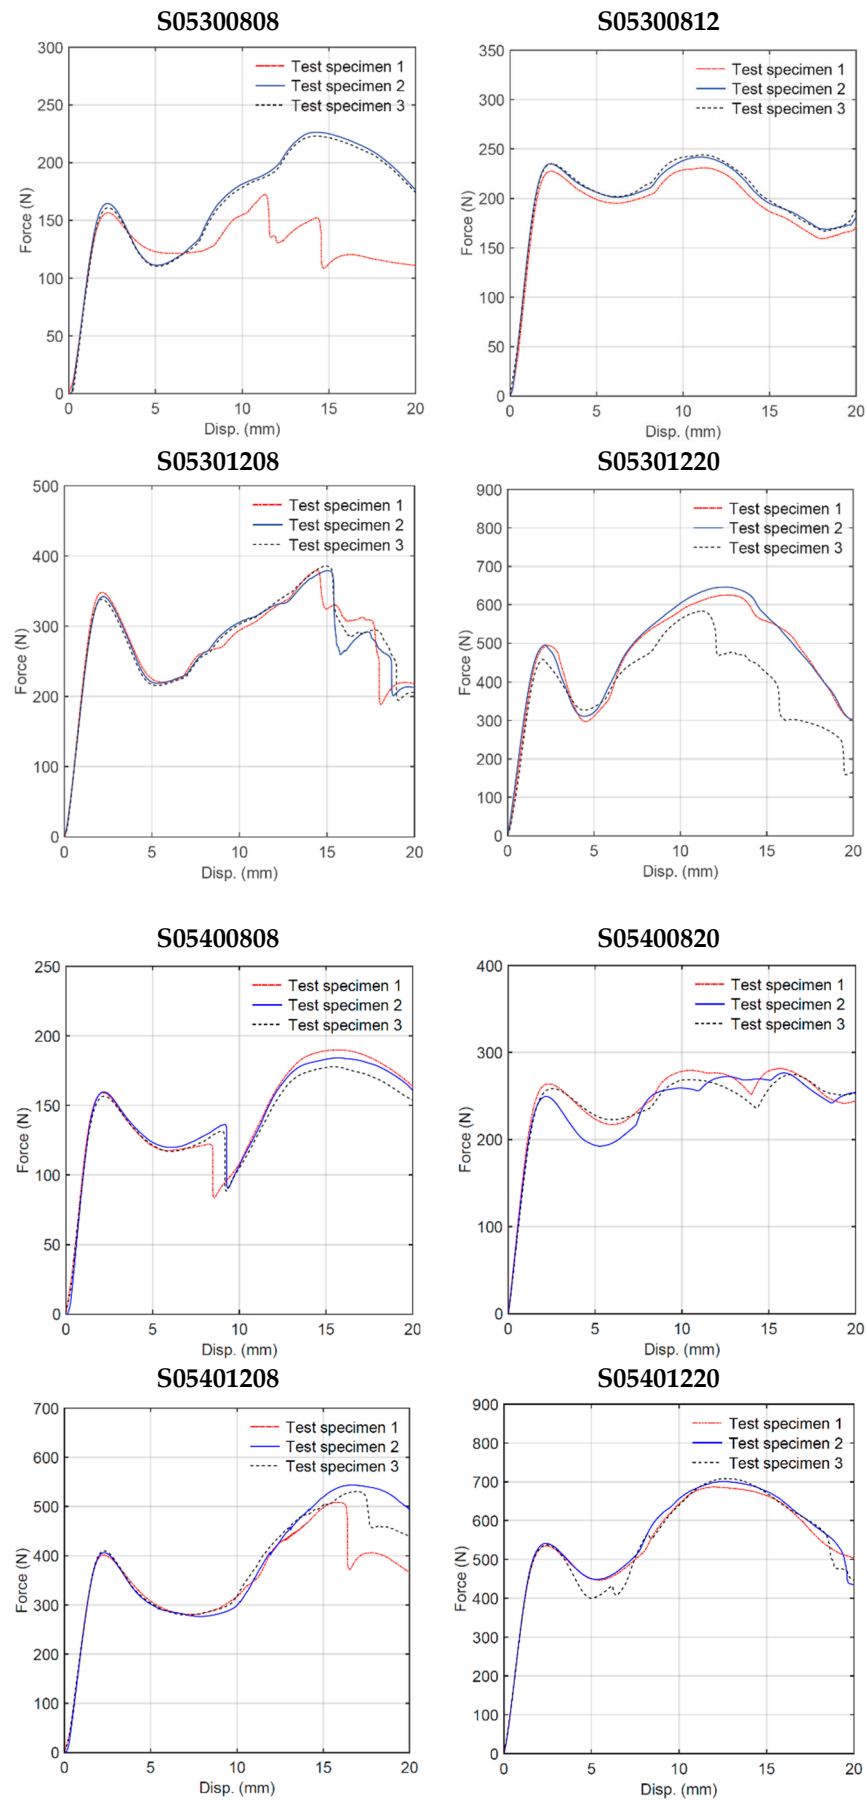 S05300808
300
250
200
150
100
50
0
0 5 10 15 20
Force (N)
Disp. (mm)
Test specimen 1
Test specimen 2
Test specimen 3
S05300812
350
300
250
200
150
100
50
0
0 5 10 15 20
Force (N)
Disp. (mm)
Test specimen 1
Test specimen 2
Test specimen 3
S05301208
500
400
300
200
100
0
0 5 10 15 20
Force (N)
Disp. (mm)
Test specimen 1
Test specimen 2
Test specimen 3
S05301220
900
800
700
600
500
400
300
200
100
0
0 5 10 15 20
Force (N)
Disp. (mm)
Test specimen 1
Test specimen 2
Test specimen 3
S05400808
250
200
150
100
50
0
0 5 10 15 20
Force (N)
Disp. (mm)
Test specimen 1
Test specimen 2
Test specimen 3
S05400820
400
300
200
100
0
0 5 10 15 20
Force (N)
Disp. (mm)
Test specimen 1
Test specimen 2
Test specimen 3
S05401208
700
600
500
400
300
200
100
0
0 5 10 15 20
Force (N)
Disp. (mm)
Test specimen 1
Test specimen 2
Test specimen 3
S05401220
900
800
700
600
500
400
300
200
100
0
0 5 10 15 20
Force (N)
Disp. (mm)
Test specimen 1
Test specimen 2
Test specimen 3